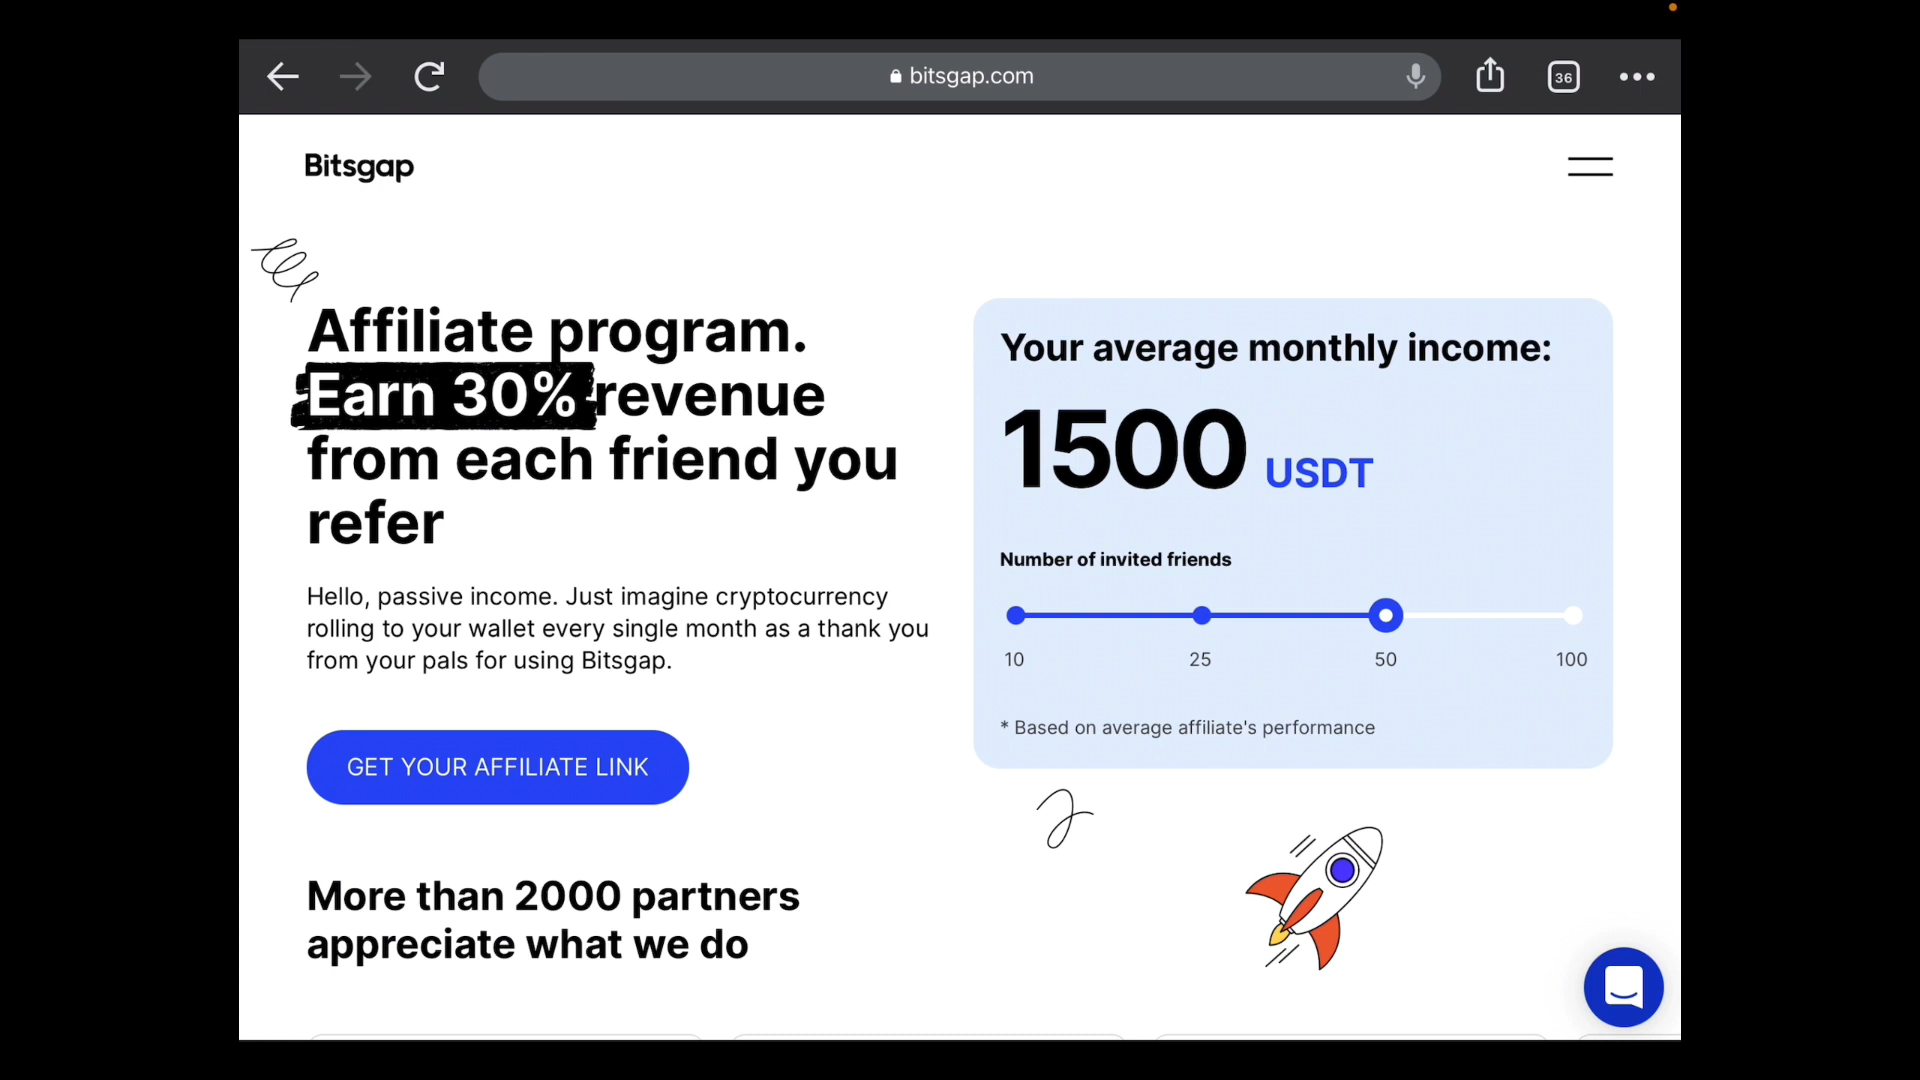 bitsgap.com
36
Bitsgap
Affiliate program.
Earn 30% revenue
from each friend you
refer
Hello, passive income. Just imagine cryptocurrency
rolling to your wallet every single month as a thank you
from your pals for using Bitsgap.
GET YOUR AFFILIATE LINK
More than 2000 partners
appreciate what we do
Your average monthly income:
1500 USDT
Number of invited friends
10 25 50 100
* Based on average affiliate's performance